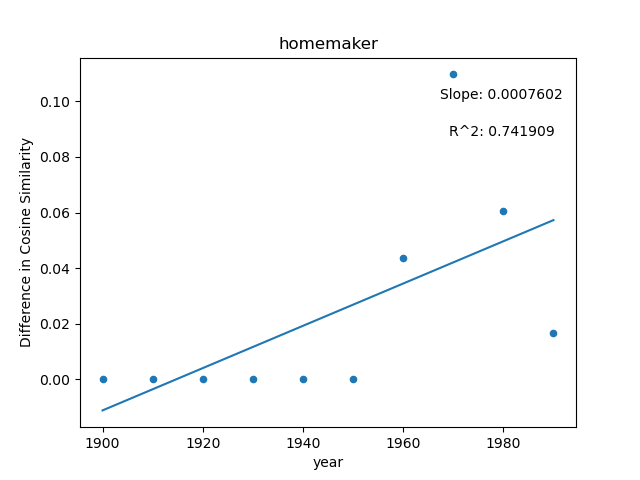 homemaker
Slope: 0.0007602
R^2: 0.741909
Difference in Cosine Similarity
0.10
0.08
0.06
0.04
0.02
0.00
1900 1920 1940 1960 1980
year